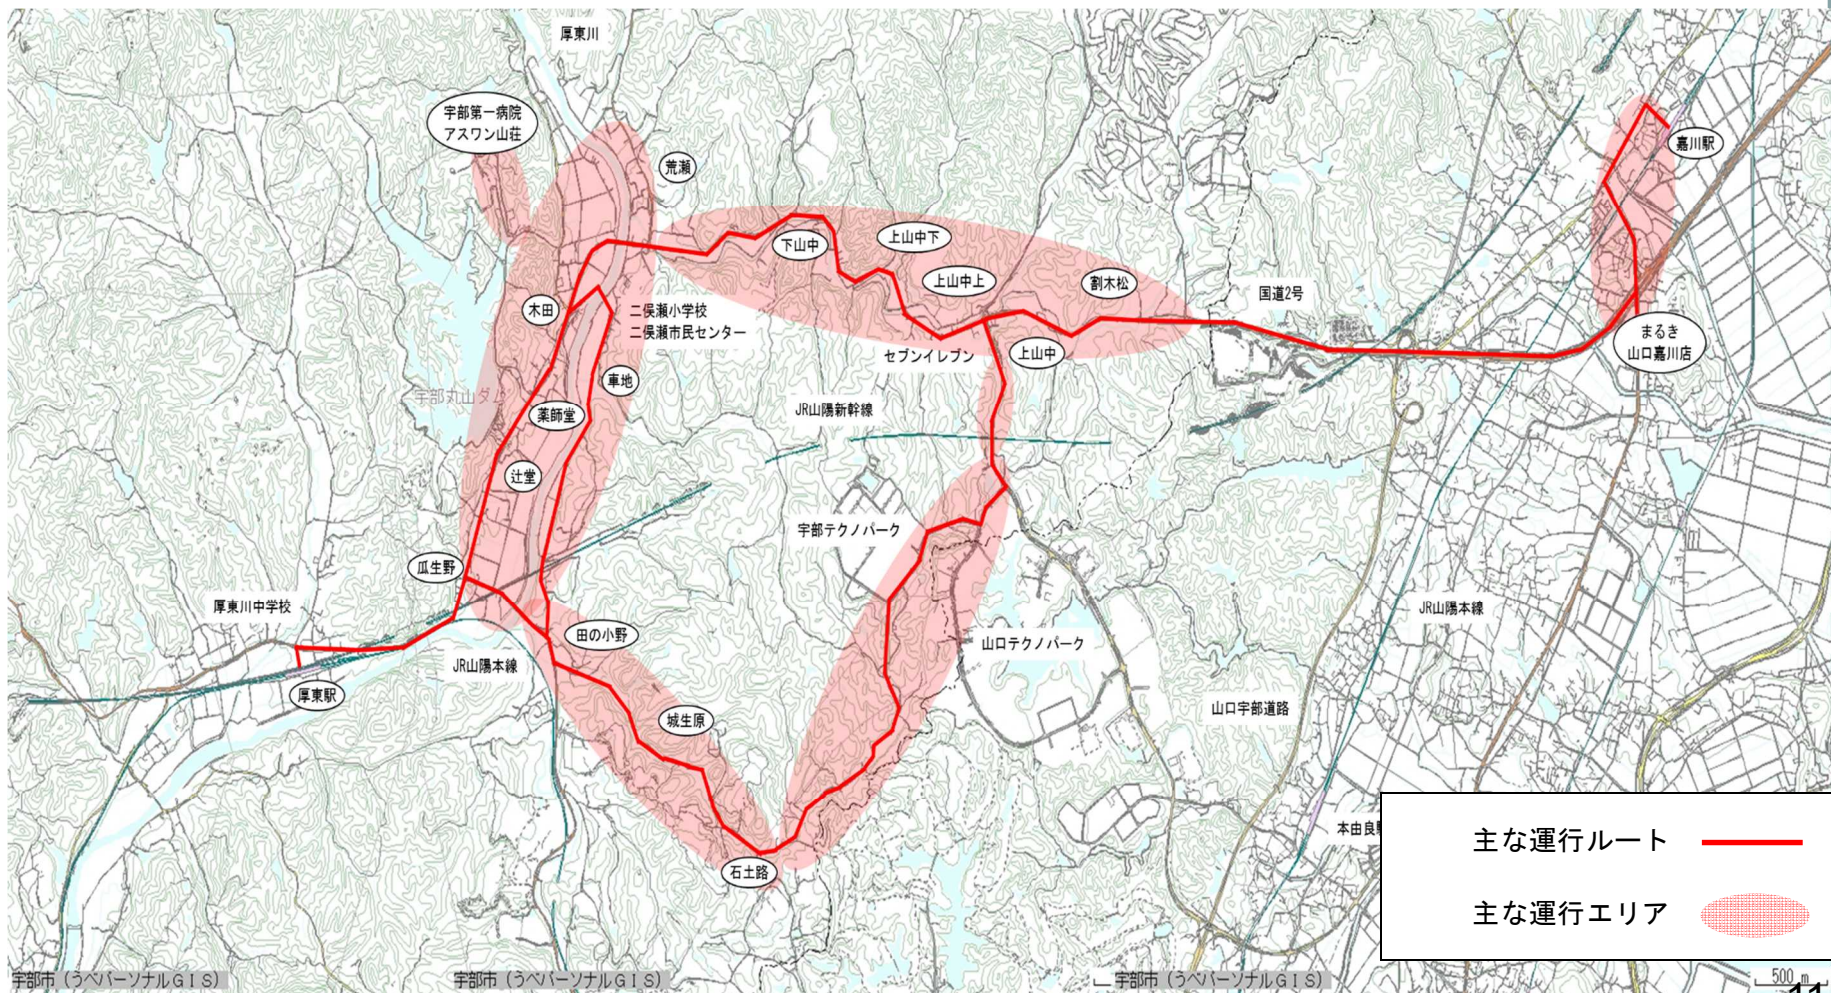 厚東川
宇部第一病院
アスワン山荘
荒瀬
嘉川駅
下山中
上山中下
上山中上
割木松
国道2号
木田
二俣瀬小学校
二俣瀬市民センター
セブンイレブン
上山中
まるき
山口嘉川店
車地
宇部丸山ダム
薬師堂
JR山陽新幹線
辻堂
宇部テクノパーク
瓜生野
厚東川中学校
田の小野
JR山陽本線
JR山陽本線
山口テクノパーク
厚東駅
城生原
山口宇部道路
本由良駅
石土路
主な運行ルート
主な運行エリア
宇部市（うべパーソナルＧＩＳ）
宇部市（うべパーソナルＧＩＳ）
宇部市（うべパーソナルＧＩＳ）
500 m
11